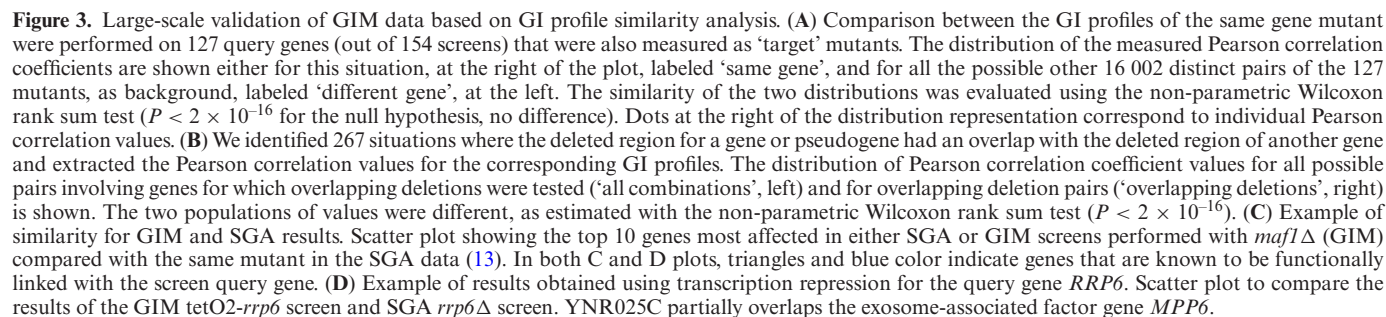 Figure 3. Large-scale validation of GIM data based on GI profile similarity analysis. (A) Comparison between the GI profiles of the same gene mutant
were performed on 127 query genes (out of 154 screens) that were also measured as ‘target’ mutants. The distribution of the measured Pearson correlation
coefficients are shown either for this situation, at the right of the plot, labeled ‘same gene’, and for all the possible other 16 002 distinct pairs of the 127
mutants, as background, labeled ‘different gene’, at the left. The similarity of the two distributions was evaluated using the non-parametric Wilcoxon
rank sum test (P < 2 × 10⁻¹⁶ for the null hypothesis, no difference). Dots at the right of the distribution representation correspond to individual Pearson
correlation values. (B) We identified 267 situations where the deleted region for a gene or pseudogene had an overlap with the deleted region of another gene
and extracted the Pearson correlation values for the corresponding GI profiles. The distribution of Pearson correlation coefficient values for all possible
pairs involving genes for which overlapping deletions were tested (‘all combinations’, left) and for overlapping deletion pairs (‘overlapping deletions’, right)
is shown. The two populations of values were different, as estimated with the non-parametric Wilcoxon rank sum test (P < 2 × 10⁻¹⁶). (C) Example of
similarity for GIM and SGA results. Scatter plot showing the top 10 genes most affected in either SGA or GIM screens performed with maf1Δ (GIM)
compared with the same mutant in the SGA data (13). In both C and D plots, triangles and blue color indicate genes that are known to be functionally
linked with the screen query gene. (D) Example of results obtained using transcription repression for the query gene RRP6. Scatter plot to compare the
results of the GIM tetO2-rrp6 screen and SGA rrp6Δ screen. YNR025C partially overlaps the exosome-associated factor gene MPP6.